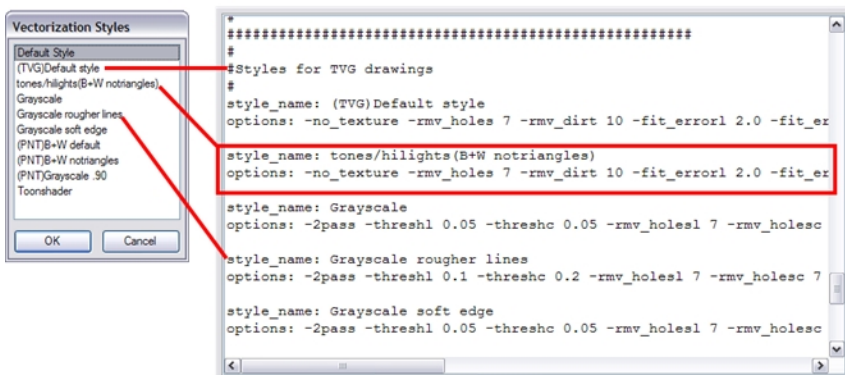 Vectorization Styles
Default Style
(TVG)Default style
tones/hilights(B+W notriangles)
Grayscale
Grayscale rougher lines
Grayscale soft edge
(PNT)B+W default
(PNT)B+W notriangles
(PNT)Grayscale .90
Toonshader
OK
Cancel
#
######################################################
#
#Styles for TVG drawings
#
style_name: (TVG)Default style
options: -no_texture -rmv_holes 7 -rmv_dirt 10 -fit_errorl 2.0 -fit_er
style_name: tones/hilights(B+W notriangles)
options: -no_texture -rmv_holes 7 -rmv_dirt 10 -fit_errorl 2.0 -fit_er
style_name: Grayscale
options: -2pass -threshl 0.05 -threshc 0.05 -rmv_holesl 7 -rmv_holesc
style_name: Grayscale rougher lines
options: -2pass -threshl 0.1 -threshc 0.2 -rmv_holesl 7 -rmv_holesc 7
style_name: Grayscale soft edge
options: -2pass -threshl 0.05 -threshc 0.05 -rmv_holesl 7 -rmv_holesc